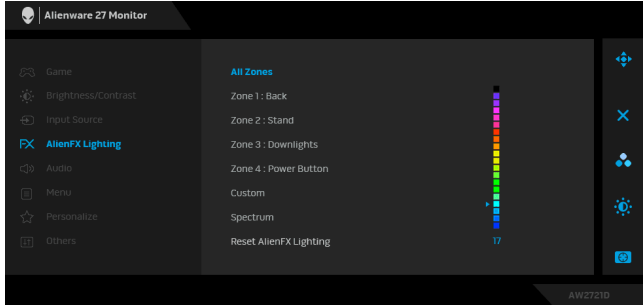 Alienware 27 Monitor
Game
Brightness/Contrast
Input Source
FX AlienFX Lighting
Audio
Menu
Personalize
Others
All Zones
Zone 1 : Back
Zone 2 : Stand
Zone 3 : Downlights
Zone 4 : Power Button
Custom
Spectrum
Reset AlienFX Lighting
17
AW2721D